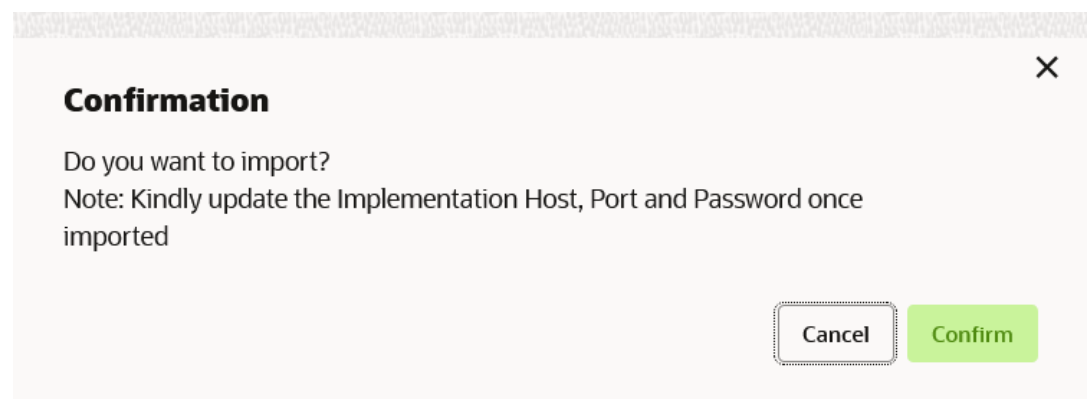 Confirmation
Do you want to import?
Note: Kindly update the Implementation Host, Port and Password once
imported
Cancel
Confirm